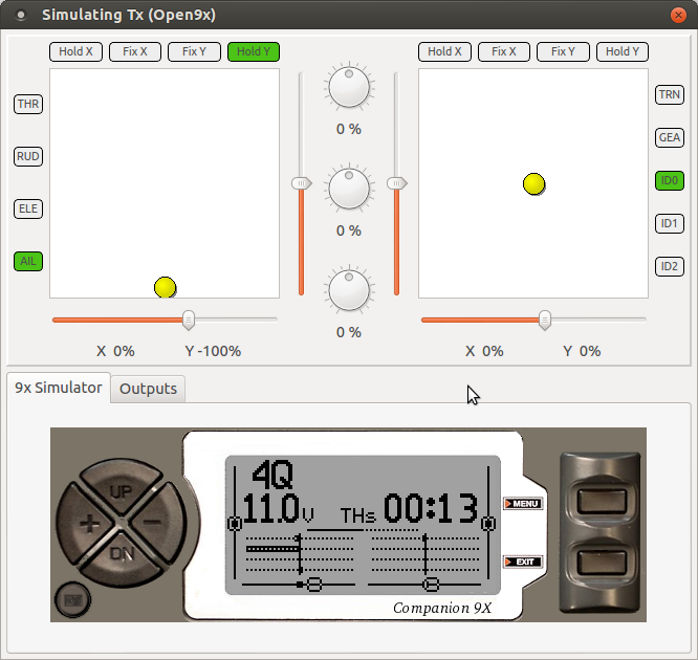 Simulating Tx (Open9x)
Hold X Fix X Fix Y Hold Y
Hold X Fix X Fix Y Hold Y
THR
RUD
ELE
AIL
0 %
0 %
0 %
TRN
GEA
ID0
ID1
ID2
X 0% Y -100%
X 0% Y 0%
9x Simulator Outputs
UP
+ -
DN
4Q
11.0V THs 00:13
MENU
EXIT
Companion 9X